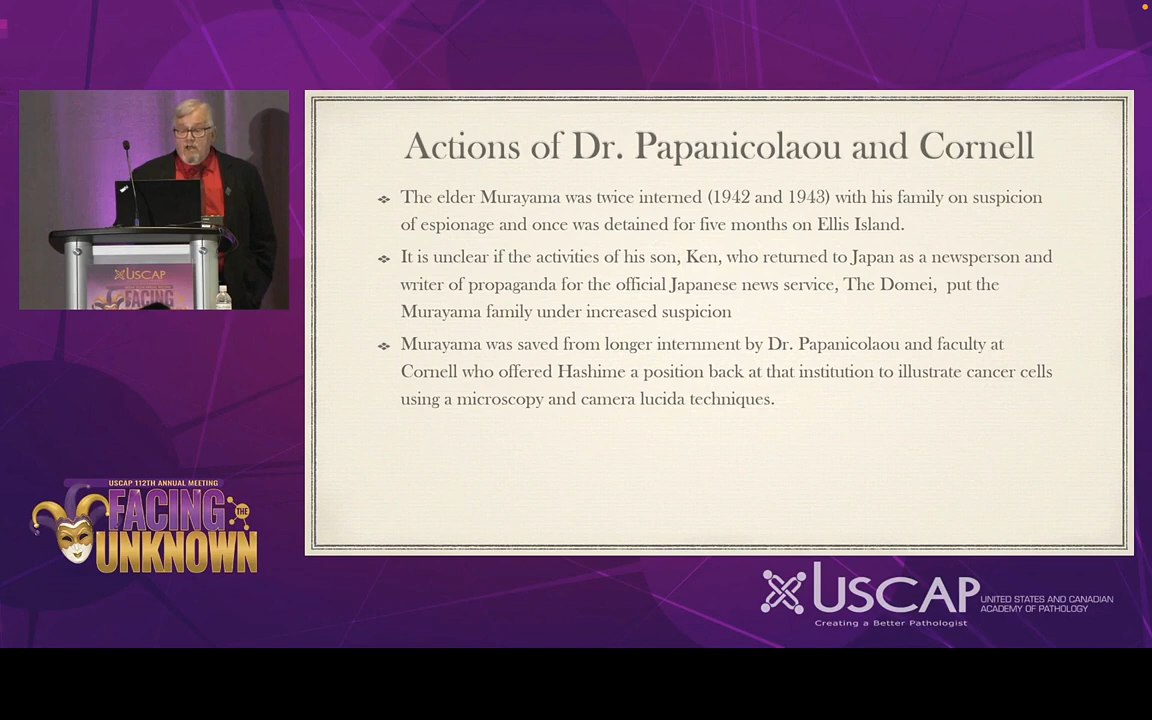 Actions of Dr. Papanicolaou and Cornell
The elder Murayama was twice interned (1942 and 1943) with his family on suspicion
of espionage and once was detained for five months on Ellis Island.
It is unclear if the activities of his son, Ken, who returned to Japan as a newsperson and
writer of propaganda for the official Japanese news service, The Domei,  put the
Murayama family under increased suspicion
Murayama was saved from longer internment by Dr. Papanicolaou and faculty at
Cornell who offered Hashime a position back at that institution to illustrate cancer cells
using a microscopy and camera lucida techniques.
USCAP
FACING
USCAP 112TH ANNUAL MEETING
FACING
THE
UNKNOWN
USCAP
UNITED STATES AND CANADIAN
ACADEMY OF PATHOLOGY
Creating a Better Pathologist